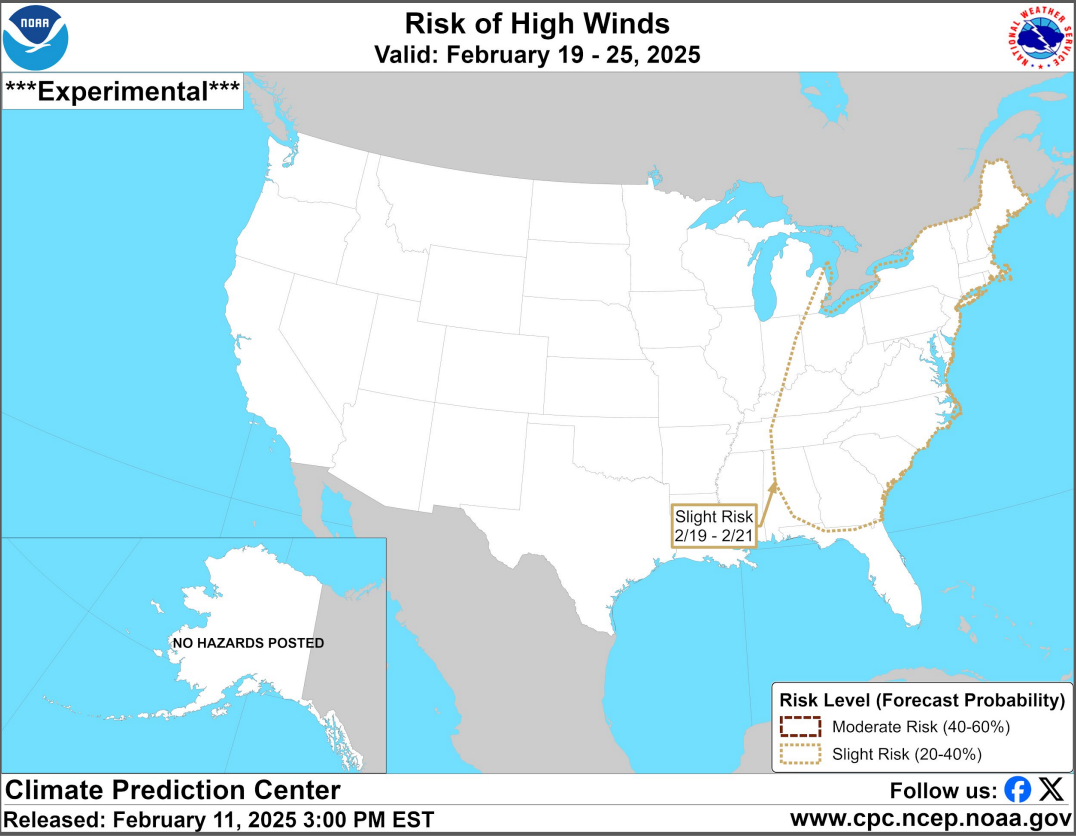 NOAA
Risk of High Winds
Valid: February 19 - 25, 2025
NATIONAL WEATHER SERVICE
***Experimental***
Slight Risk
2/19 - 2/21
NO HAZARDS POSTED
Risk Level (Forecast Probability)
Moderate Risk (40-60%)
Slight Risk (20-40%)
Climate Prediction Center
Follow us:
Released: February 11, 2025 3:00 PM EST
www.cpc.ncep.noaa.gov